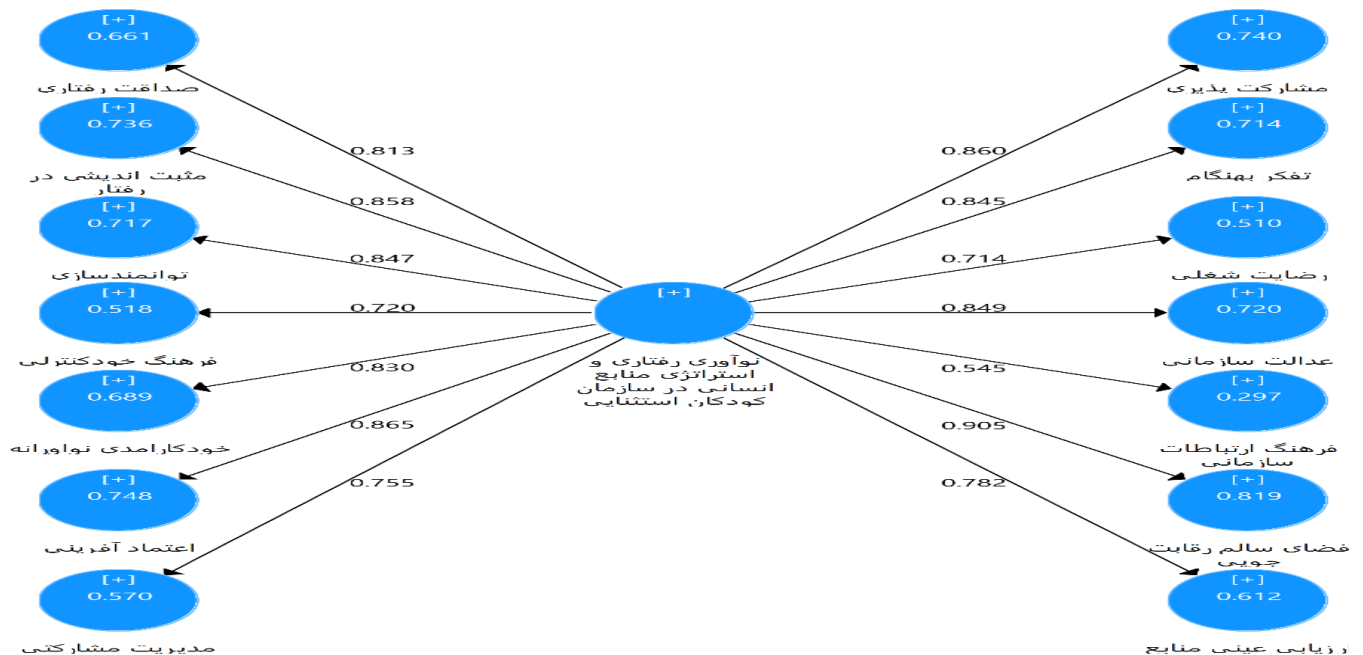 [+]
0.661
صداقت رفتاری
[+]
0.736
مثبت اندیشی در
رفتار
[+]
0.717
توانمندسازی
[+]
0.518
فرهنگ خودکنترلی
[+]
0.689
خودکارامدی نواورانه
[+]
0.748
اعتماد آفرینی
[+]
0.570
مدیریت مشارکتی
0.813
0.858
0.847
0.720
0.830
0.865
0.755
[+]
نوآوری رفتاری و
استراتژی منابع
انسانی در سازمان
کودکان استثنایی
0.860
0.845
0.714
0.849
0.545
0.905
0.782
[+]
0.740
مشارکت پذیری
[+]
0.714
تفکر بهنگام
[+]
0.510
رضایت شغلی
[+]
0.720
عدالت سازمانی
[+]
0.297
فرهنگ ارتباطات
سازمانی
[+]
0.819
فضای سالم رقابت
جویی
[+]
0.612
ارزیابی عینی منابع